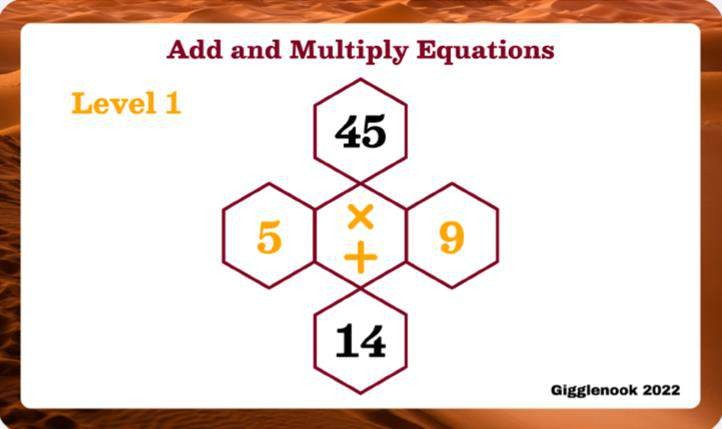 Add and Multiply Equations
Level 1
45
5 × 9
+
14
Gigglenook 2022